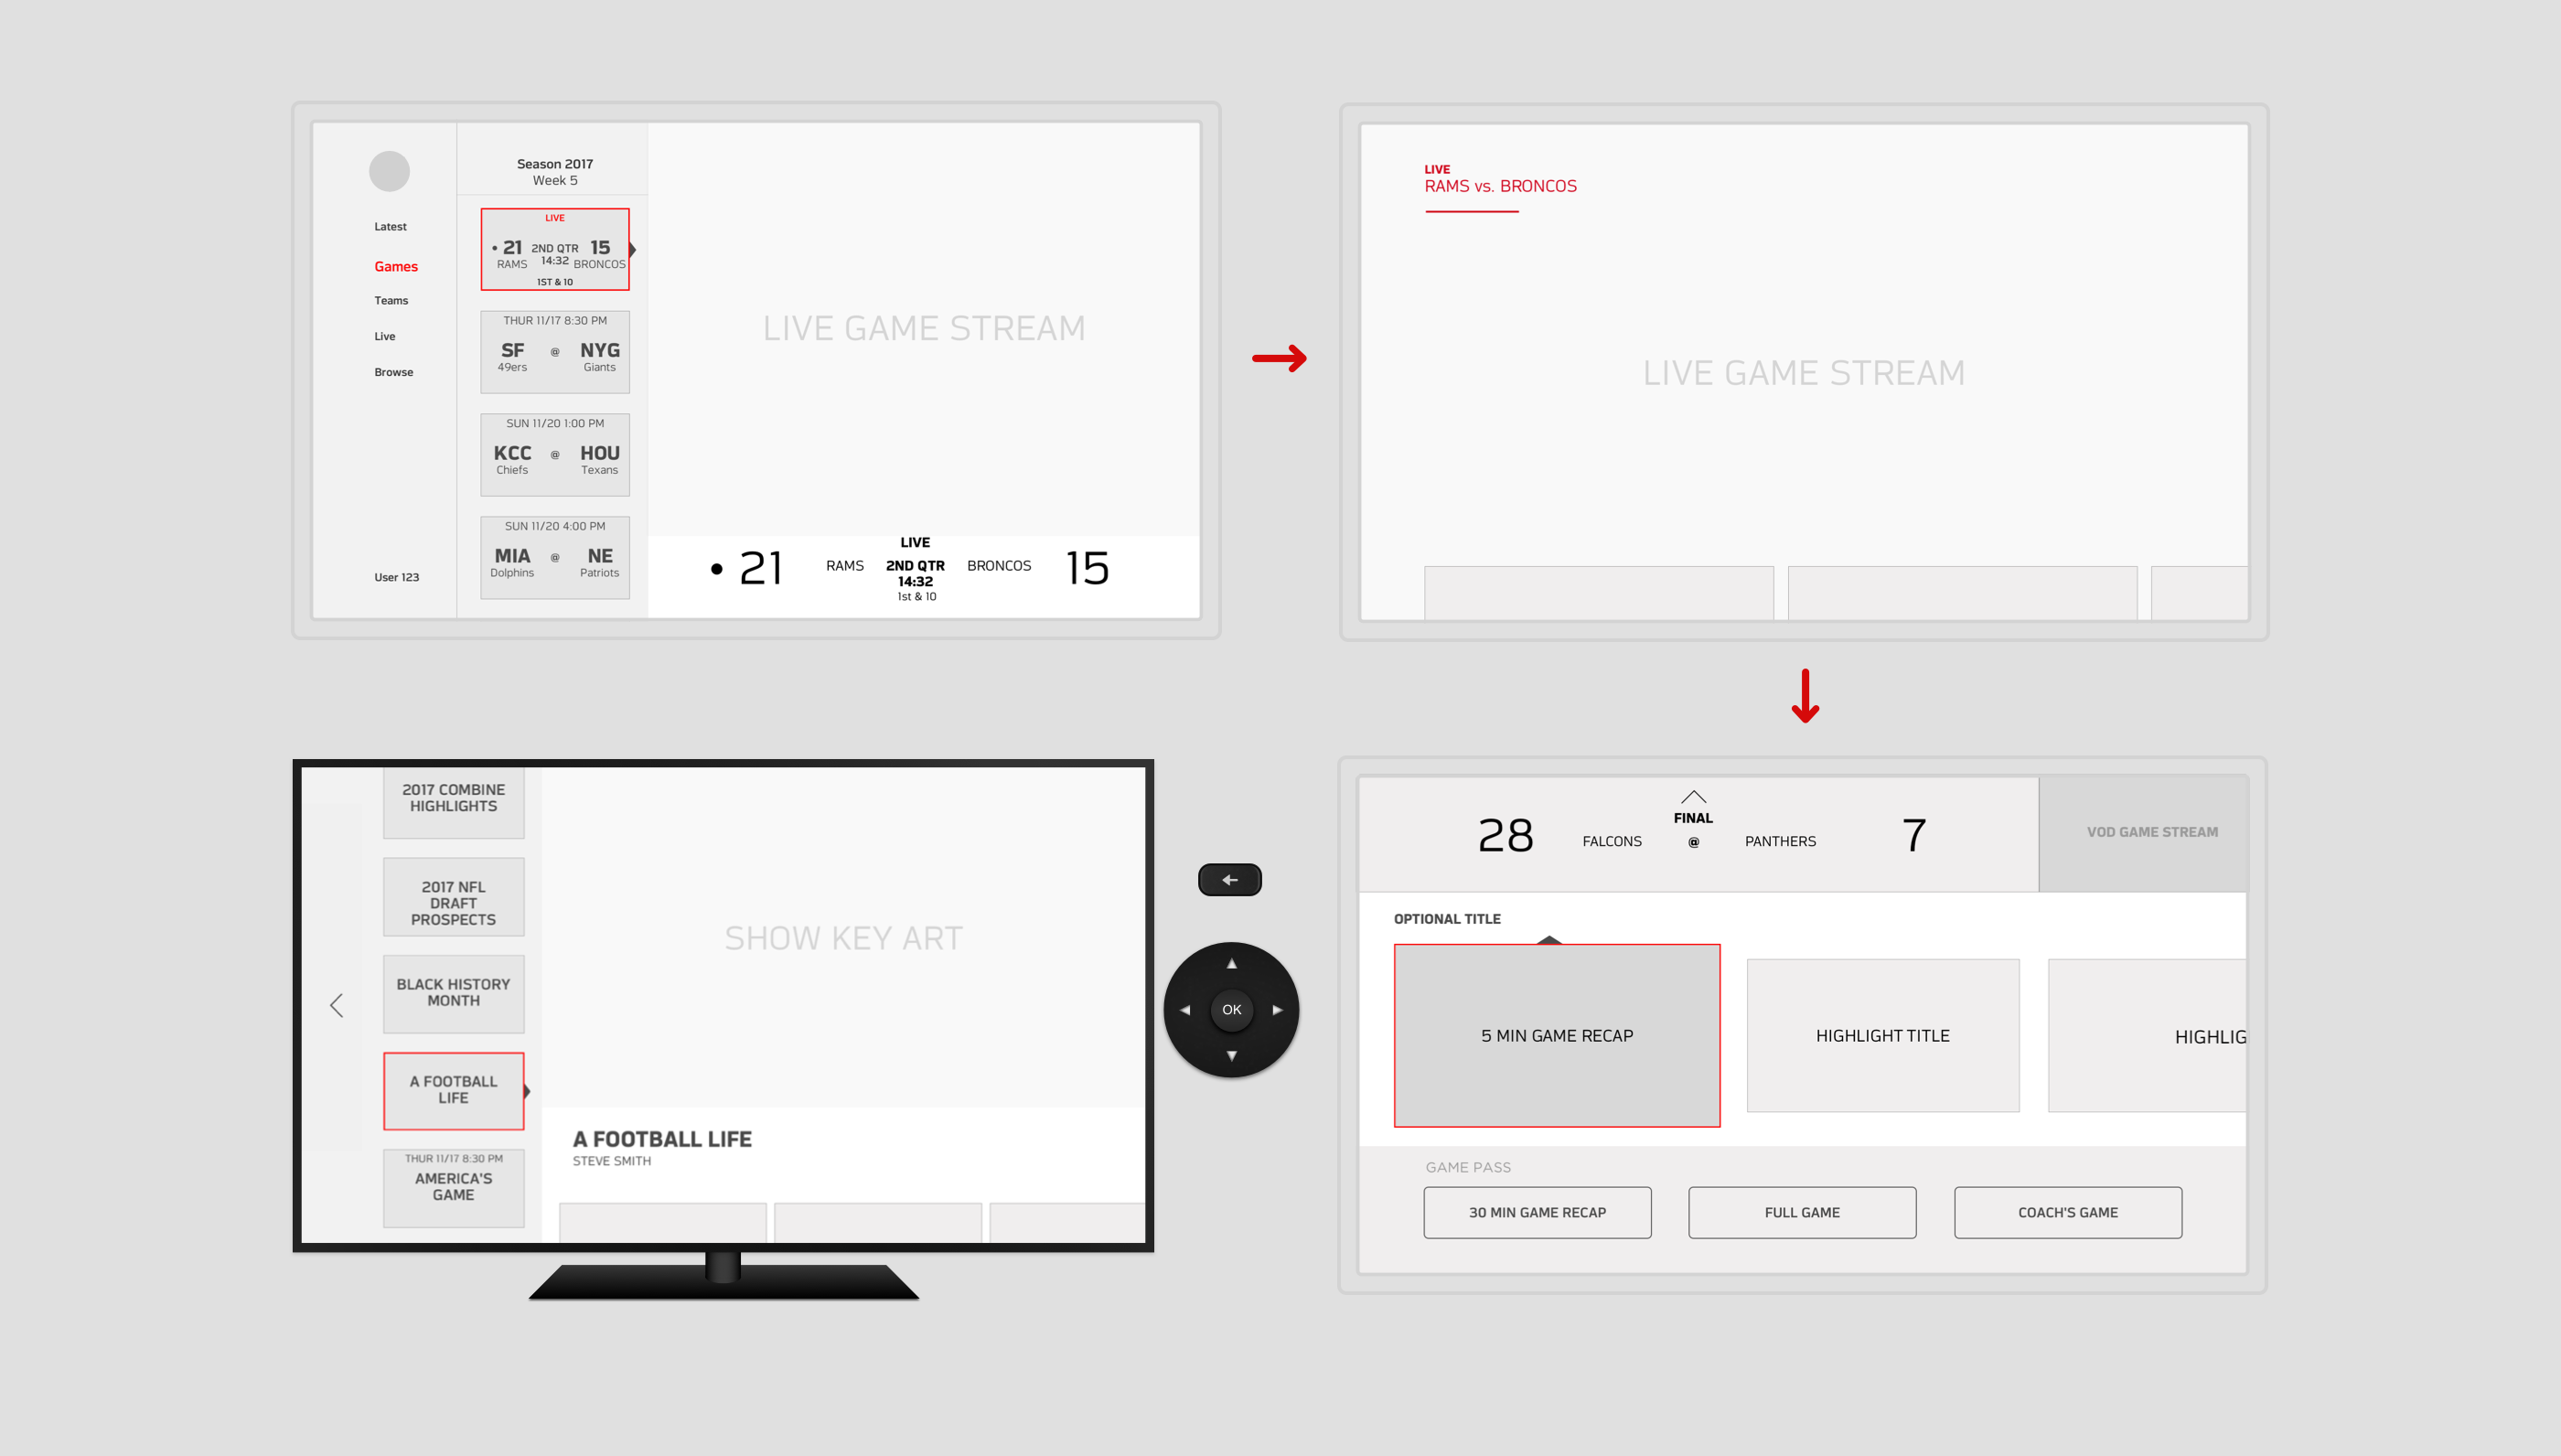 Season 2017
Week 5
Latest
Games
Teams
Live
Browse
User 123
LIVE
• 21 2ND QTR 15
RAMS 14:32 BRONCOS
1ST & 10
THUR 11/17 8:30 PM
SF @ NYG
49ers Giants
SUN 11/20 1:00 PM
KCC @ HOU
Chiefs Texans
SUN 11/20 4:00 PM
MIA @ NE
Dolphins Patriots
LIVE GAME STREAM
LIVE
• 21 RAMS 2ND QTR BRONCOS 15
14:32
1st & 10
LIVE
RAMS vs. BRONCOS
LIVE GAME STREAM
2017 COMBINE
HIGHLIGHTS
2017 NFL
DRAFT
PROSPECTS
BLACK HISTORY
MONTH
A FOOTBALL
LIFE
THUR 11/17 8:30 PM
AMERICA'S
GAME
SHOW KEY ART
A FOOTBALL LIFE
STEVE SMITH
OK
FINAL
28 FALCONS @ PANTHERS 7
VOD GAME STREAM
OPTIONAL TITLE
5 MIN GAME RECAP
HIGHLIGHT TITLE
HIGHLIG
GAME PASS
30 MIN GAME RECAP
FULL GAME
COACH'S GAME